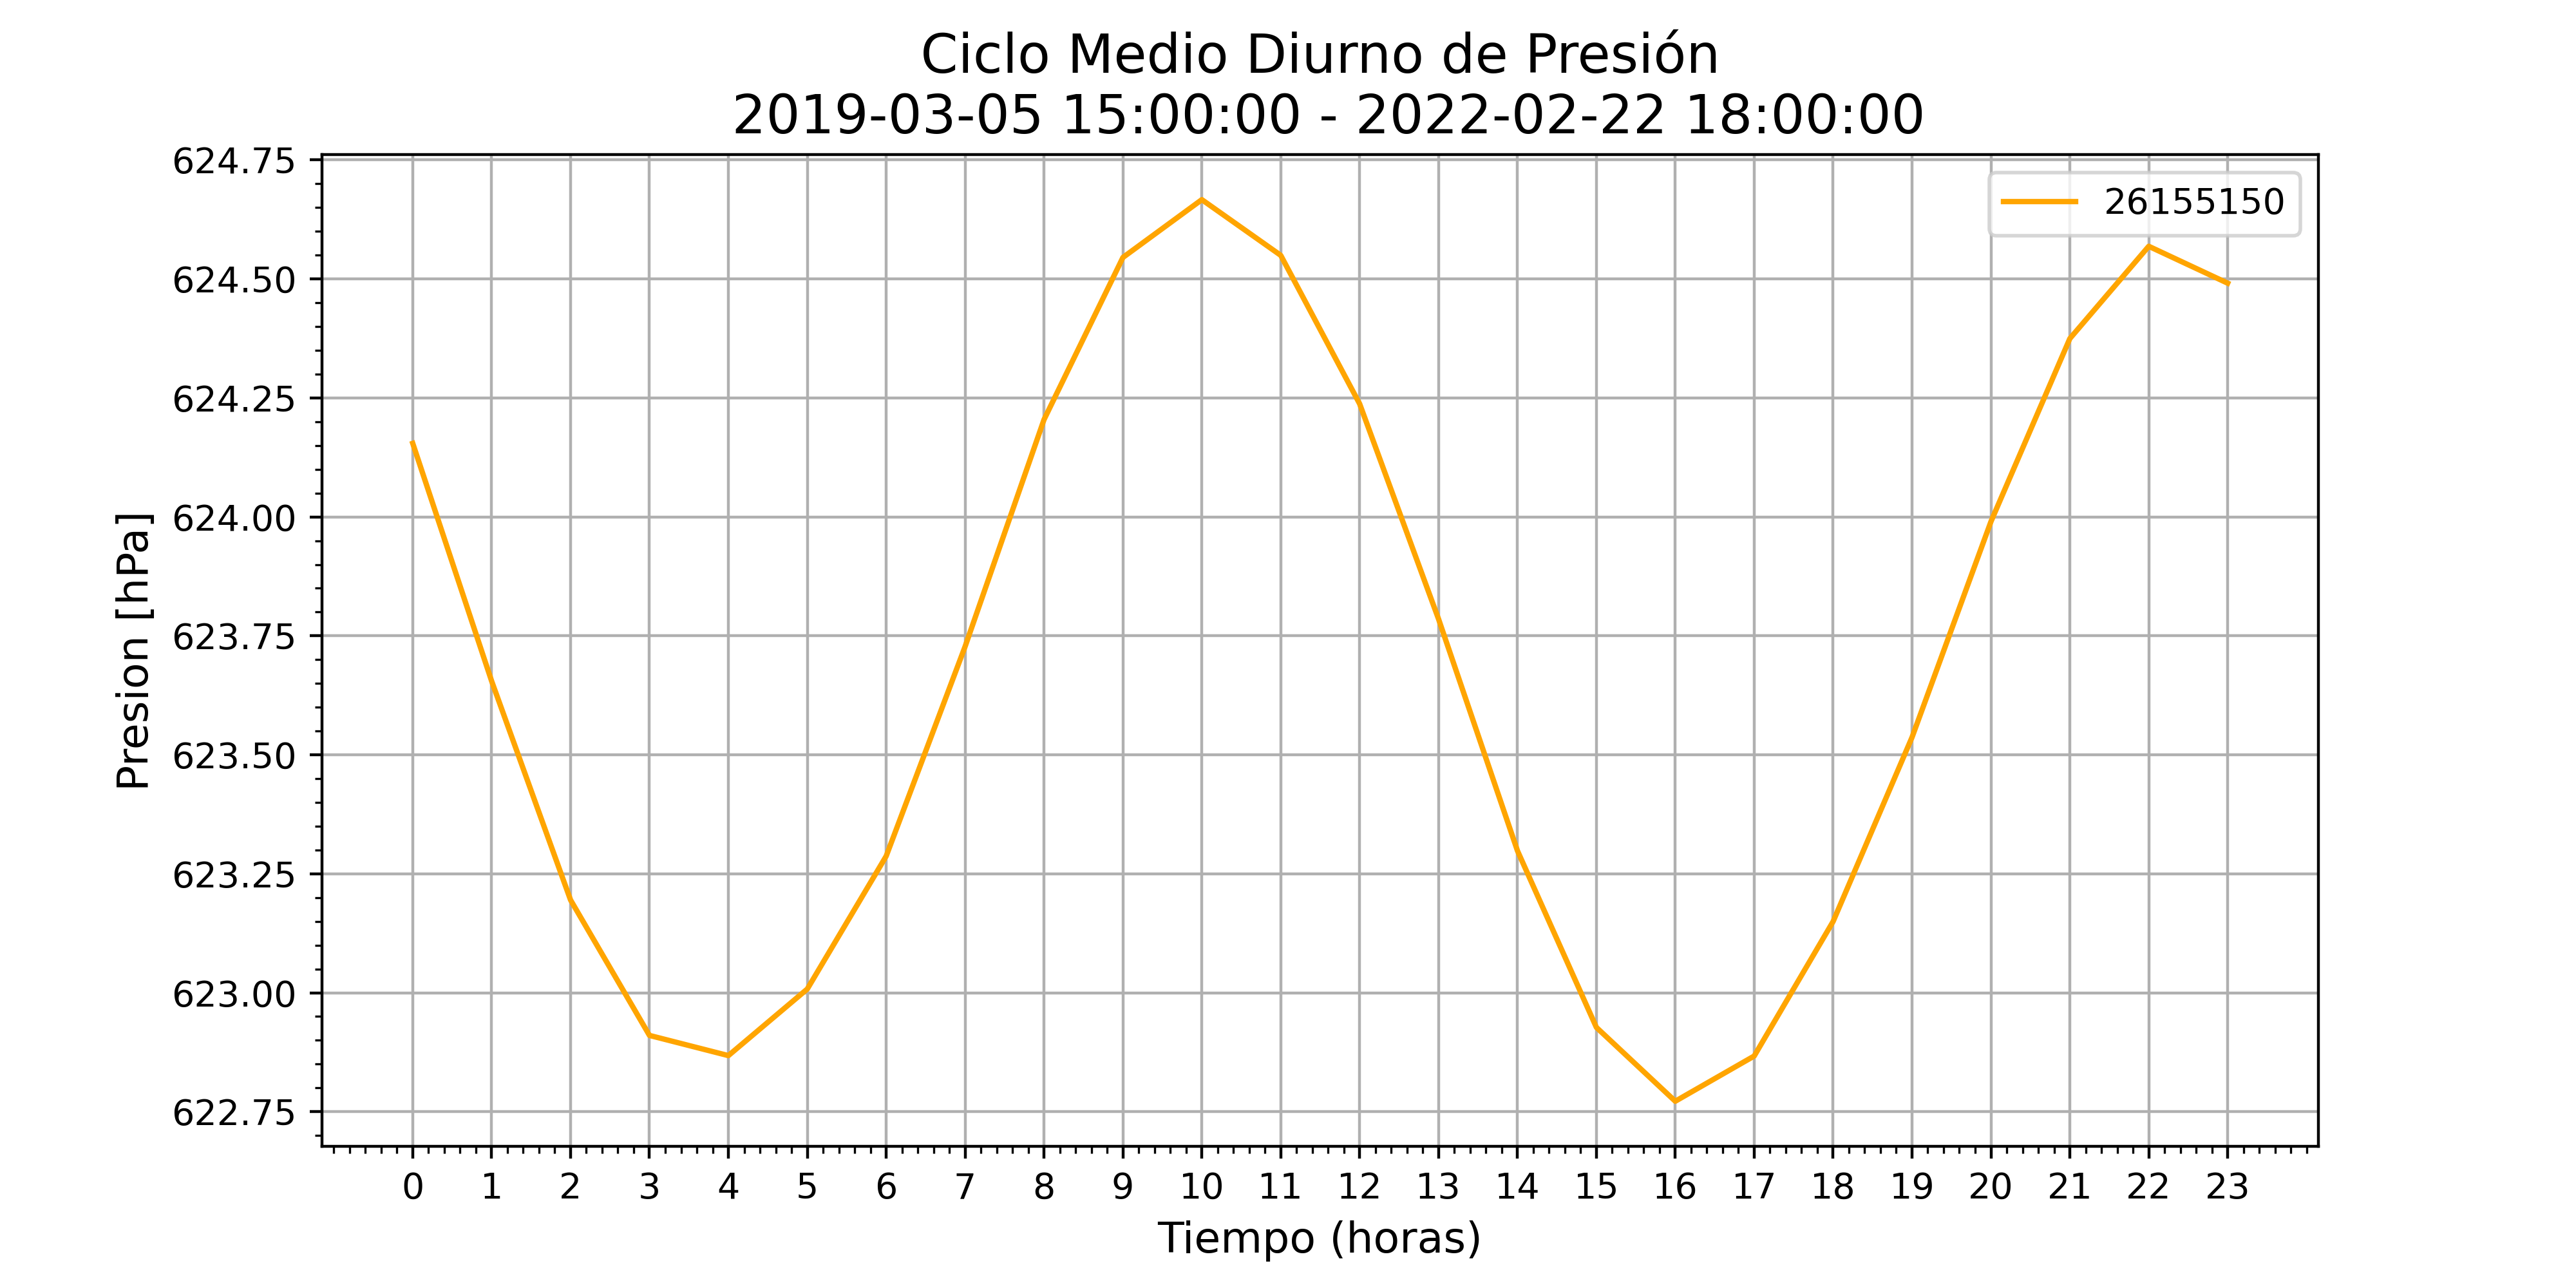 Ciclo Medio Diurno de Presión
2019-03-05 15:00:00 - 2022-02-22 18:00:00
26155150
Presion [hPa]
624.75
624.50
624.25
624.00
623.75
623.50
623.25
623.00
622.75
0 1 2 3 4 5 6 7 8 9 10 11 12 13 14 15 16 17 18 19 20 21 22 23
Tiempo (horas)